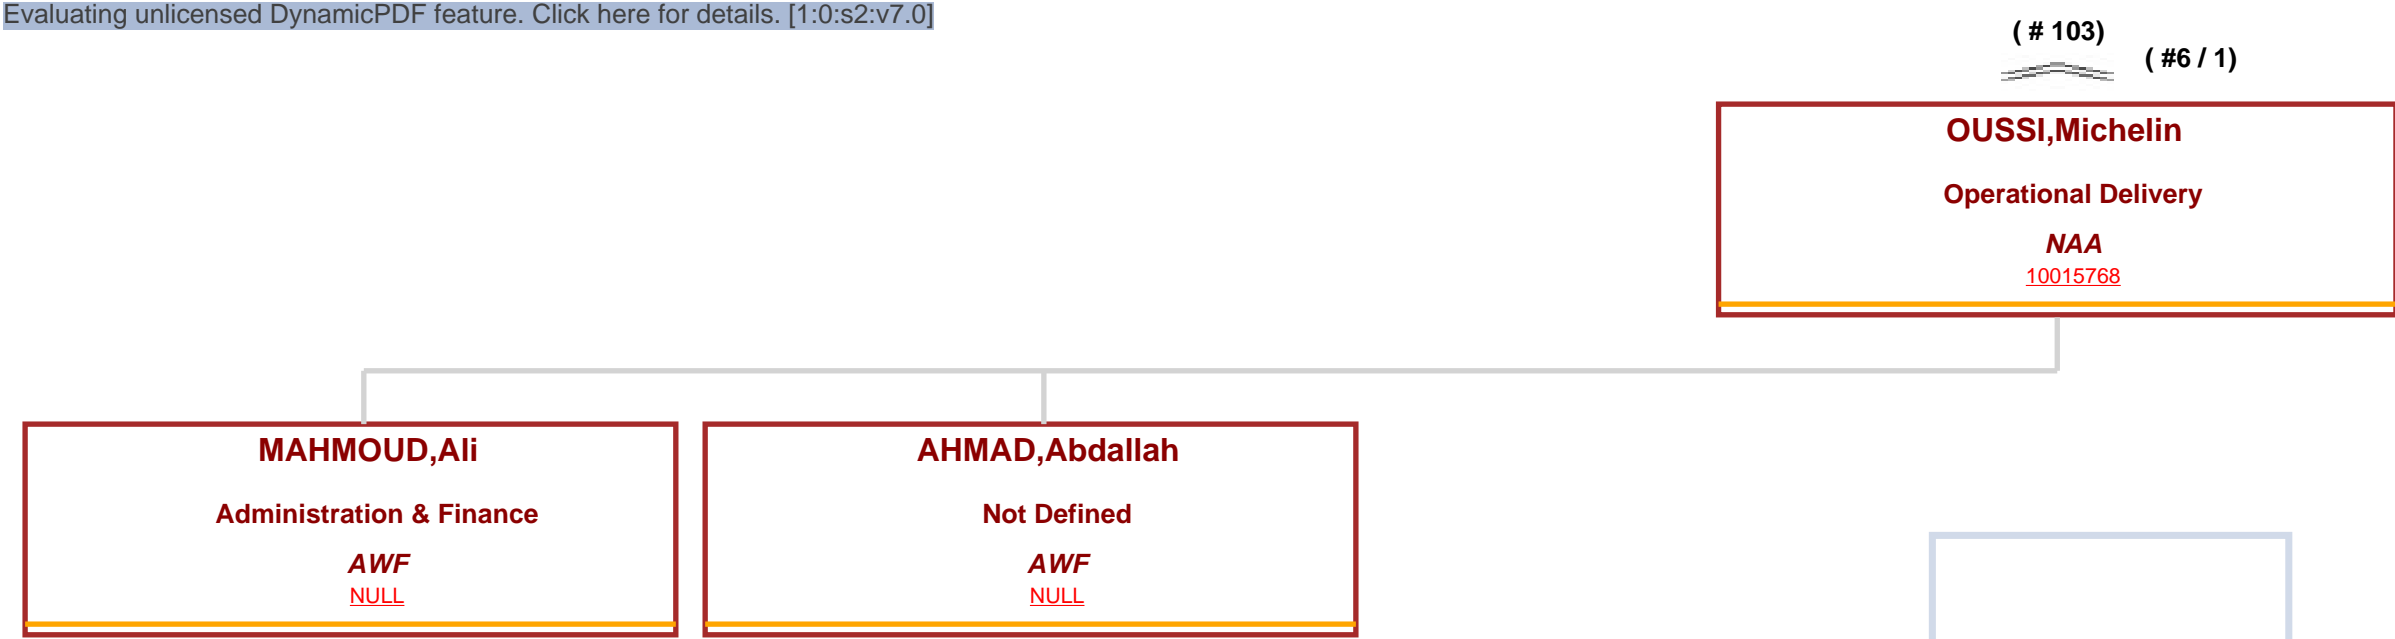 Evaluating unlicensed DynamicPDF feature. Click here for details. [1:0:s2:v7.0]
( # 103)
( #6 / 1)
OUSSI,Michelin
Operational Delivery
NAA
10015768
MAHMOUD,Ali
Administration & Finance
AWF
NULL
AHMAD,Abdallah
Not Defined
AWF
NULL